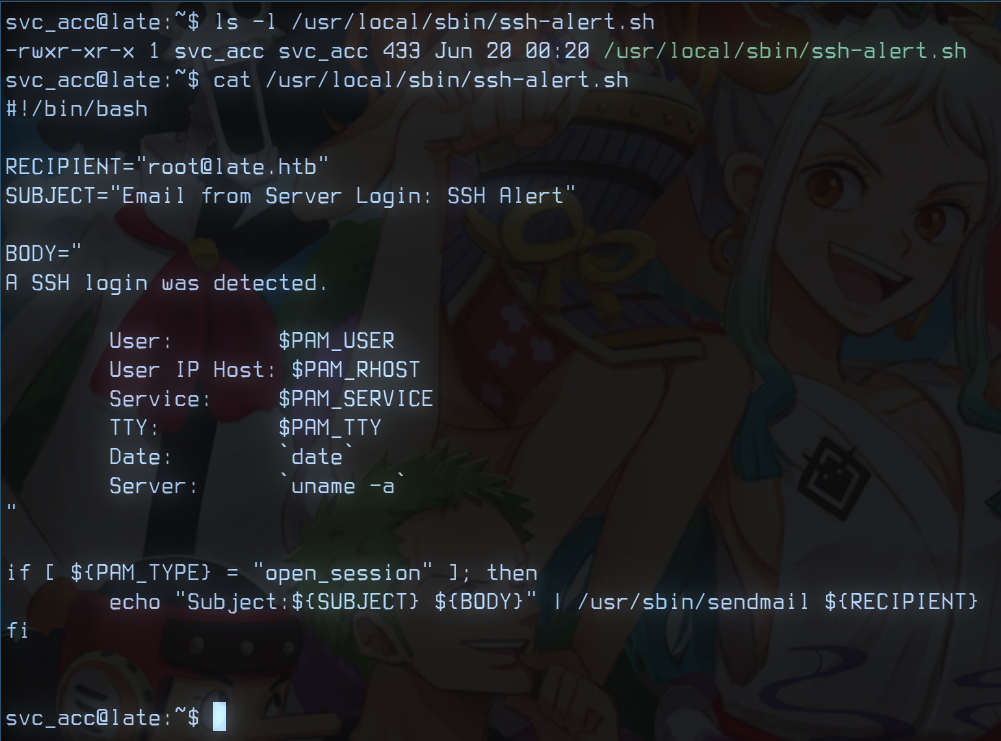 svc_acc@late:~$ ls -l /usr/local/sbin/ssh-alert.sh
-rwxr-xr-x 1 svc_acc svc_acc 433 Jun 20 00:20 /usr/local/sbin/ssh-alert.sh
svc_acc@late:~$ cat /usr/local/sbin/ssh-alert.sh
#!/bin/bash

RECIPIENT="root@late.htb"
SUBJECT="Email from Server Login: SSH Alert"

BODY="
A SSH login was detected.

        User:        $PAM_USER
        User IP Host: $PAM_RHOST
        Service:     $PAM_SERVICE
        TTY:         $PAM_TTY
        Date:        `date`
        Server:      `uname -a`
"

if [ ${PAM_TYPE} = "open_session" ]; then
        echo "Subject:${SUBJECT} ${BODY}" | /usr/sbin/sendmail ${RECIPIENT}
fi

svc_acc@late:~$